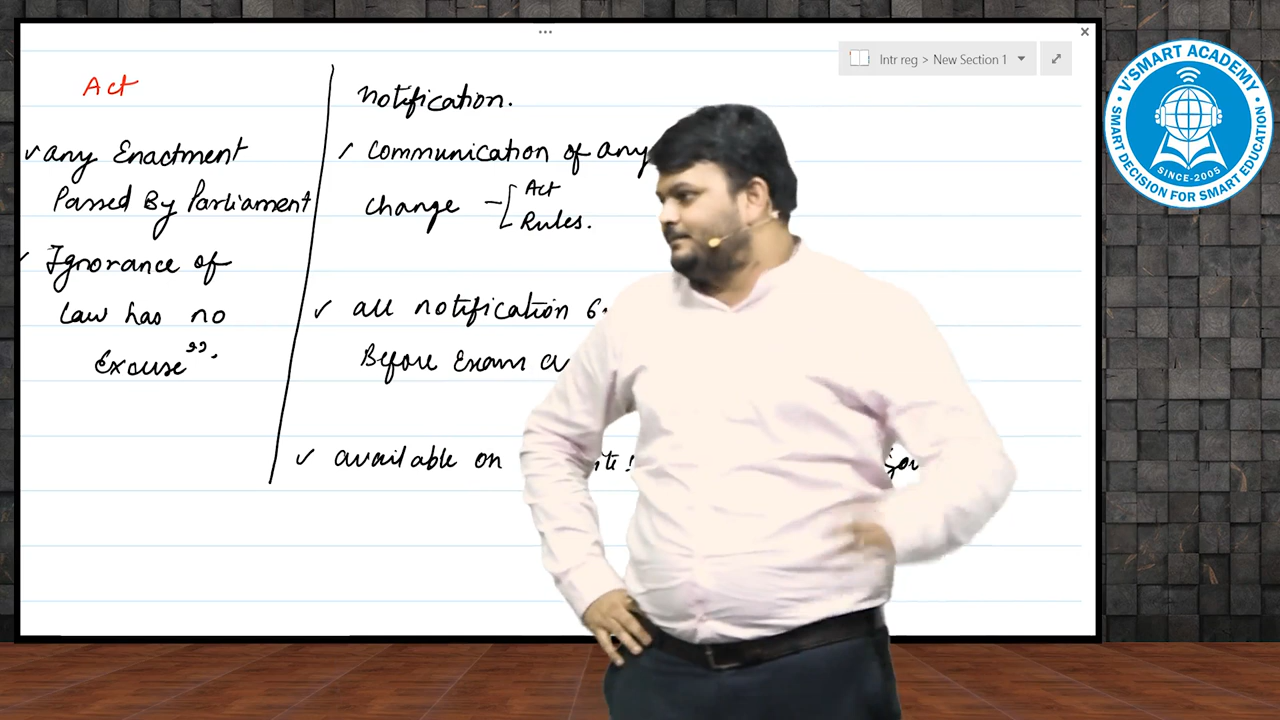 Intr reg > New Section 1
Act
✓ any Enactment
Passed By Parliament
✓ Ignorance of
Law has no
Excuse”.
notification.
✓ Communication of any
Change
Act
Rules.
✓ all notification
Before Exam
✓ available on
V'SMART ACADEMY
SINCE-2005
SMART DECISION FOR SMART EDUCATION